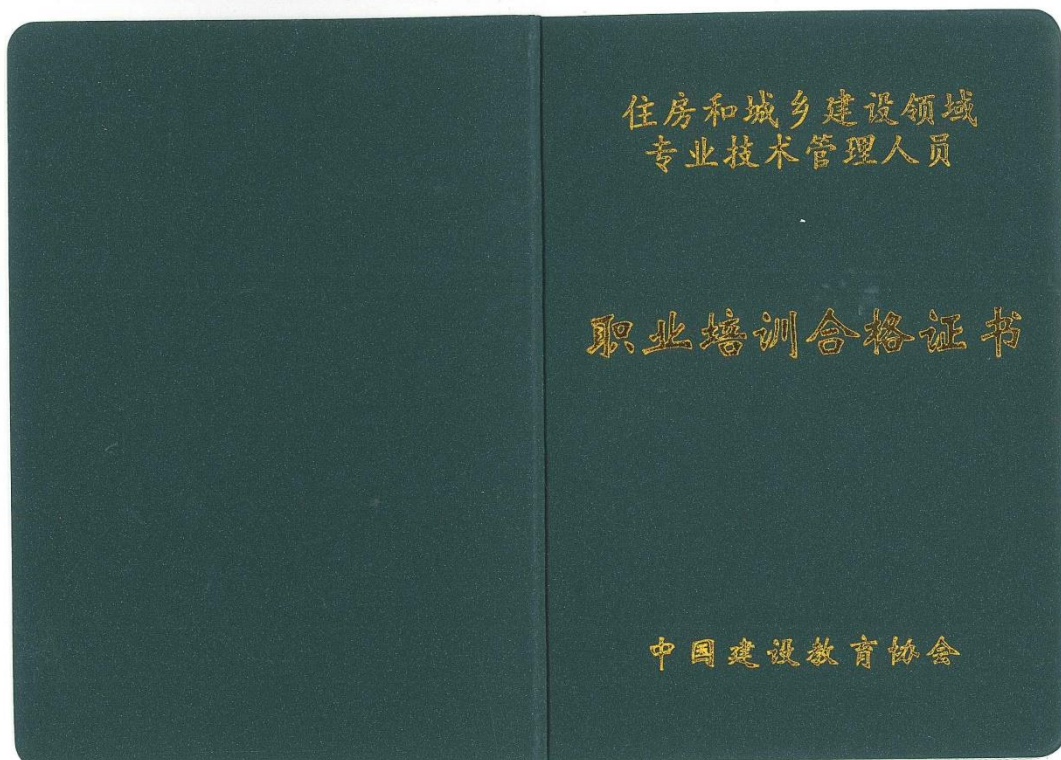 住房和城乡建设领域
专业技术管理人员
职业培训合格证书
中国建设教育协会